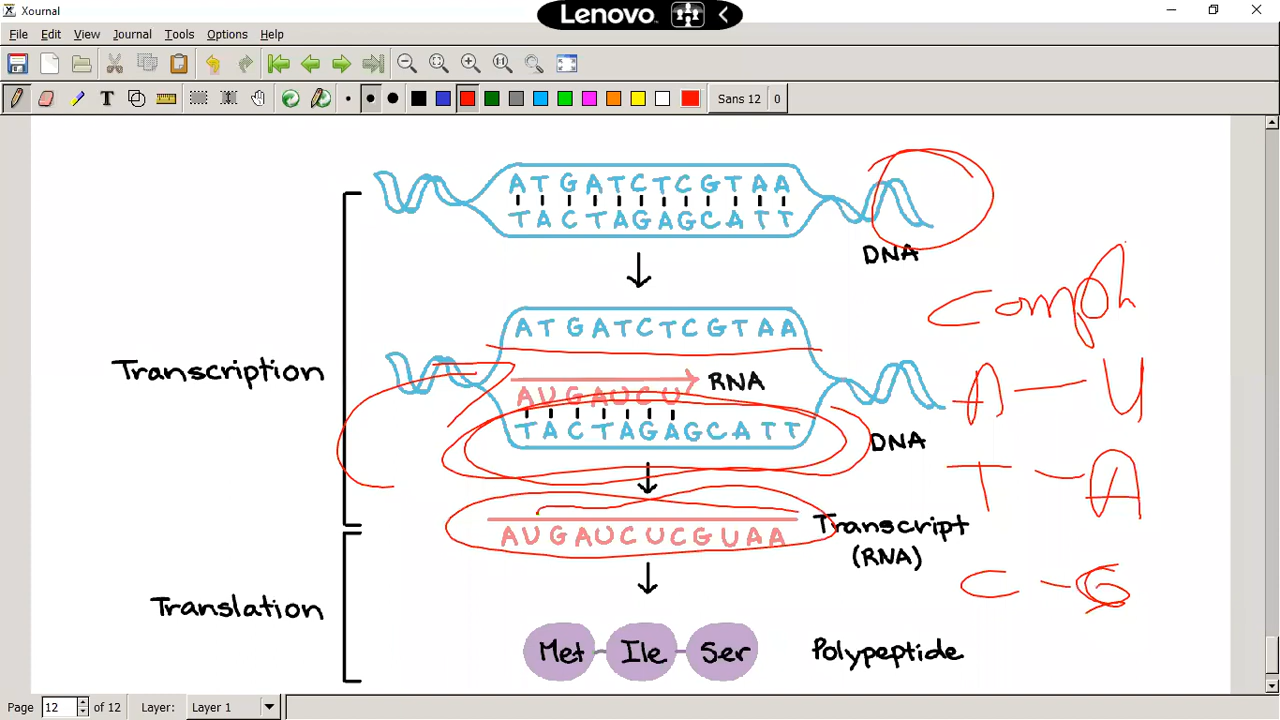 Xournal
Lenovo
File Edit View Journal Tools Options Help
Sans 12 0
ATGATCTCGTAA
TACTAGAGCATT
DNA
ATGATCTCGTAA
RNA
AUGAUCU
TACTAGAGCATT
DNA
Transcription
A U
T A
C G
AUGAUCUCGUAA
Transcript
(RNA)
Translation
Met Ile Ser
Polypeptide
Page 12 of 12 Layer: Layer 1